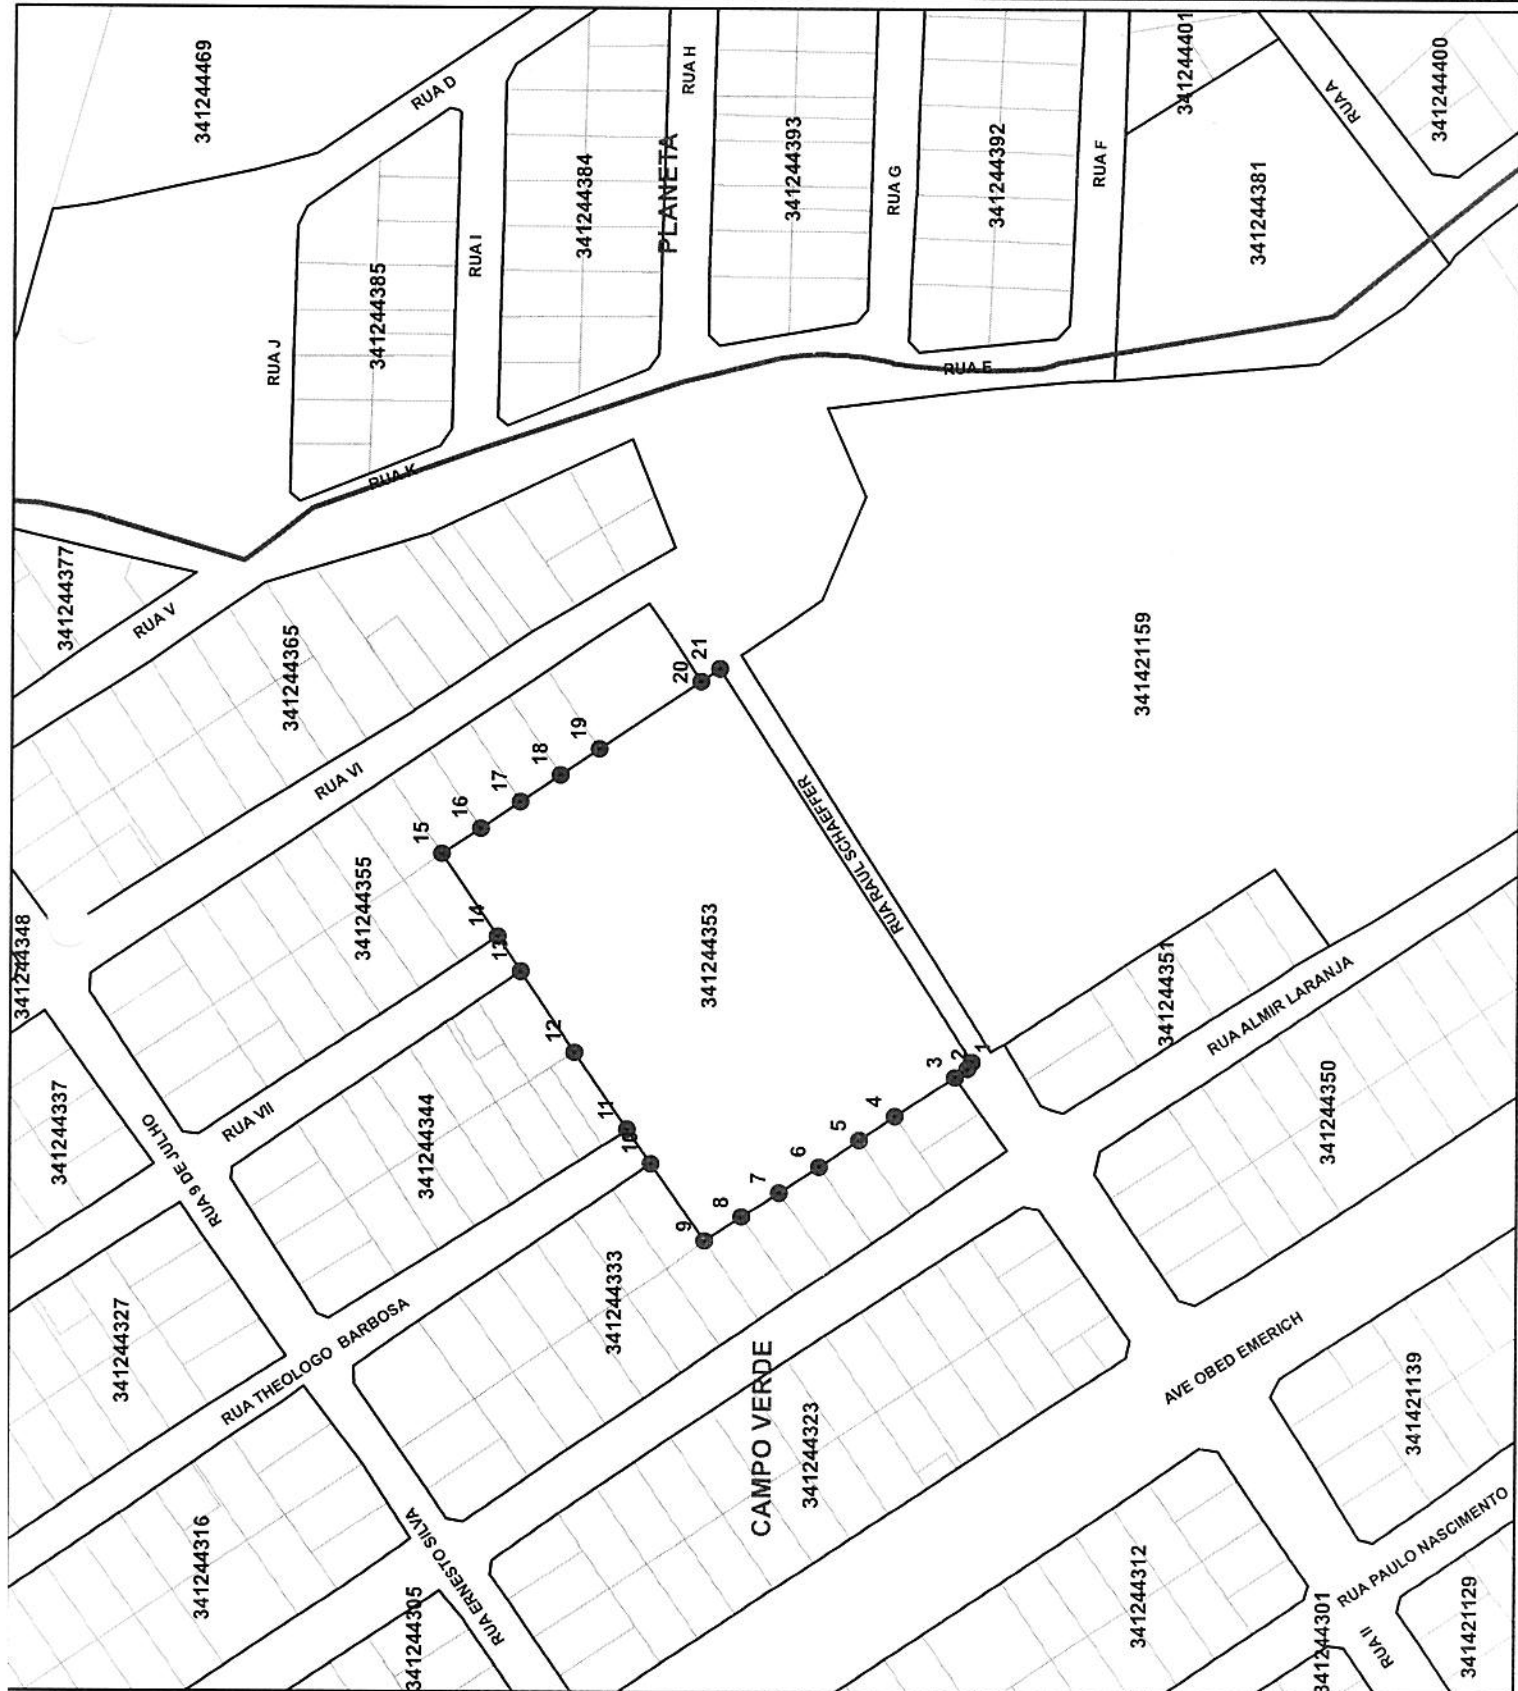 341244469
RUA D
RUA H
341244401
341244400
RUA A
PLANETA
341244384
341244393
341244392
RUA G
RUA F
341244381
RUA I
341244385
RUA J
RUA E
RUA K
341244377
RUA V
341244365
RUA VI
341421159
21
20
19
18
17
16
15
14
13
12
11
10
9
8
7
6
5
4
3
2
1
RUA RAUL SCHAEFFER
341244353
341244355
341244348
341244351
RUA ALMIR LARANJA
341244350
341244337
RUA 9 DE JULHO
RUA VII
341244344
341244333
341244327
RUA THEOLOGO BARBOSA
CAMPO VERDE
341244323
AVE OBED EMERICH
341421139
341244316
RUA ERNESTO SILVA
341244305
341244312
341244301
RUA PAULO NASCIMENTO
RUA II
341421129